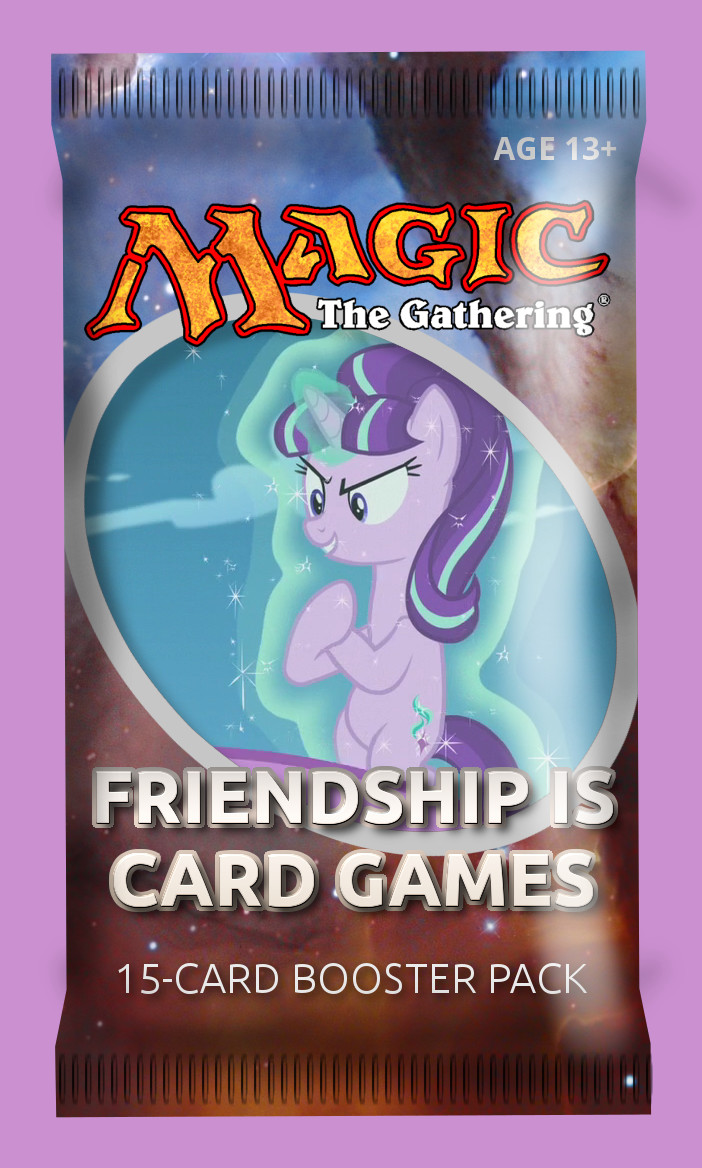 AGE 13+
MAGIC
The Gathering®
FRIENDSHIP IS
CARD GAMES
15-CARD BOOSTER PACK